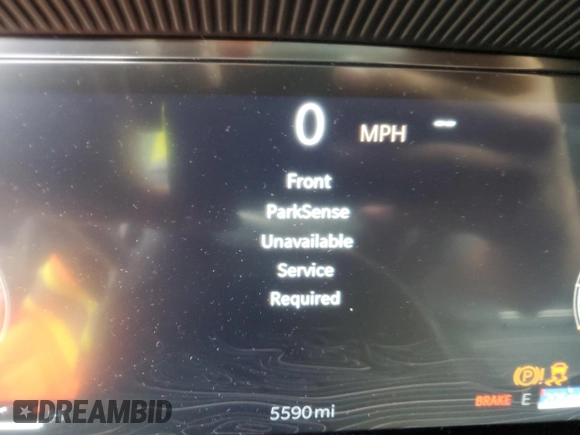 0 MPH –
Front
ParkSense
Unavailable
Service
Required
(P)!
BRAKE E
5590 mi
DREAMBID